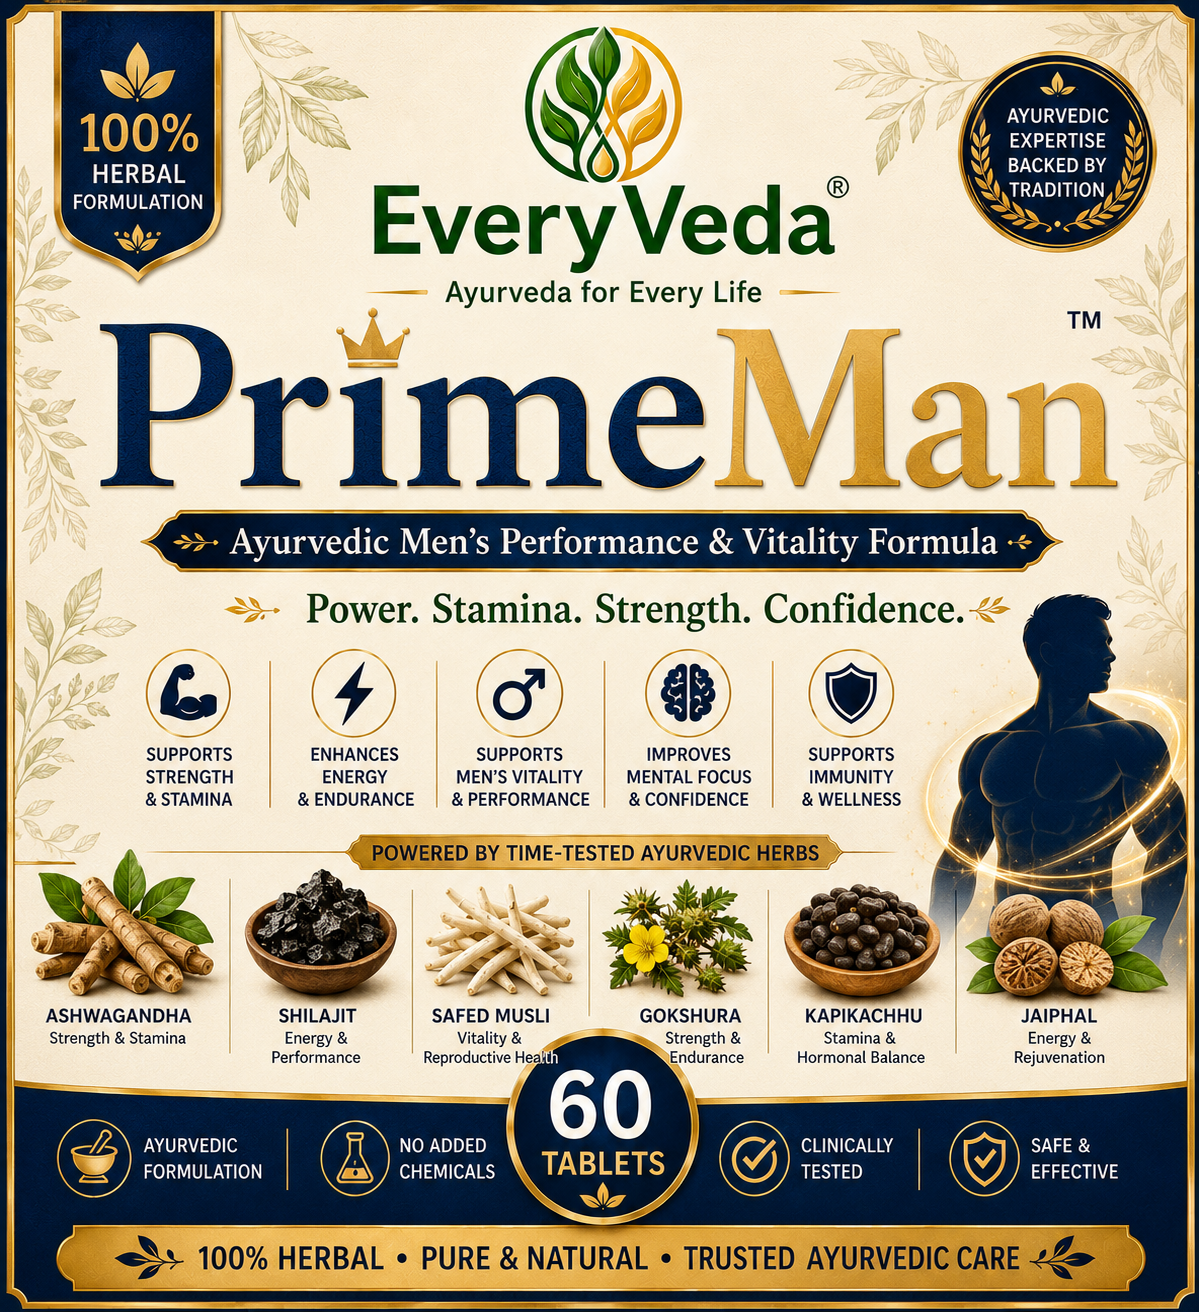 100%
HERBAL
FORMULATION
AYURVEDIC
EXPERTISE
BACKED BY
TRADITION
EveryVeda®
Ayurveda for Every Life
PrimeMan™
Ayurvedic Men's Performance & Vitality Formula
Power. Stamina. Strength. Confidence.
SUPPORTS
STRENGTH
& STAMINA
ENHANCES
ENERGY
& ENDURANCE
SUPPORTS
MEN'S VITALITY
& PERFORMANCE
IMPROVES
MENTAL FOCUS
& CONFIDENCE
SUPPORTS
IMMUNITY
& WELLNESS
POWERED BY TIME-TESTED AYURVEDIC HERBS
ASHWAGANDHA
Strength & Stamina
SHILAJIT
Energy &
Performance
SAFED MUSLI
Vitality &
Reproductive Health
GOKSHURA
Strength &
Endurance
KAPIKACHHU
Stamina &
Hormonal Balance
JAIPHAL
Energy &
Rejuvenation
AYURVEDIC
FORMULATION
NO ADDED
CHEMICALS
60
TABLETS
CLINICALLY
TESTED
SAFE &
EFFECTIVE
100% HERBAL • PURE & NATURAL • TRUSTED AYURVEDIC CARE